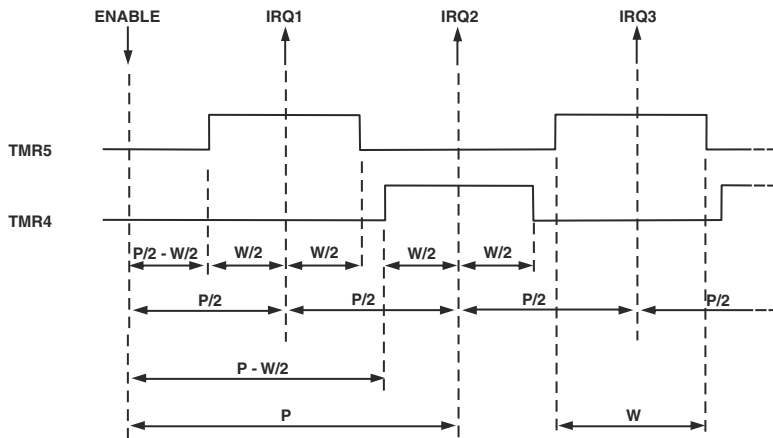 ENABLE IRQ1 IRQ2 IRQ3
TMR5
TMR4
P/2 - W/2 W/2 W/2 W/2 W/2
P/2 P/2 P/2 P/2
P - W/2
P W